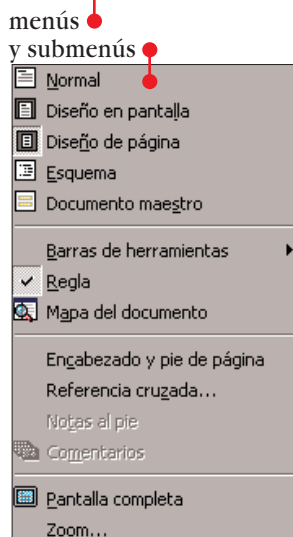 menús
y submenús
Normal
Diseño en pantalla
Diseño de página
Esquema
Documento maestro
Barras de herramientas
Regla
Mapa del documento
Encabezado y pie de página
Referencia cruzada...
Notas al pie
Comentarios
Pantalla completa
Zoom...